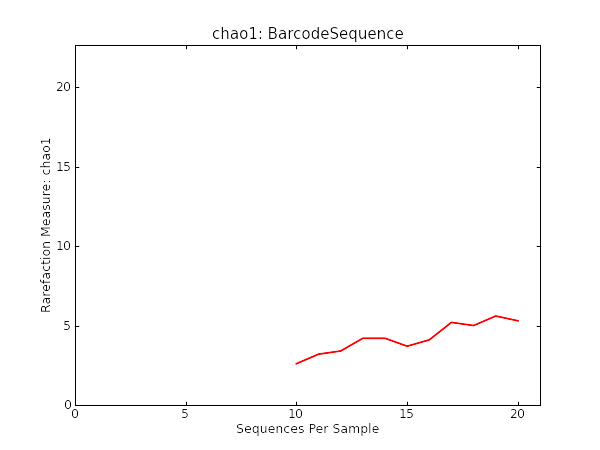 chao1: BarcodeSequence
Rarefaction Measure: chao1
20
15
10
5
0
0 5 10 15 20
Sequences Per Sample